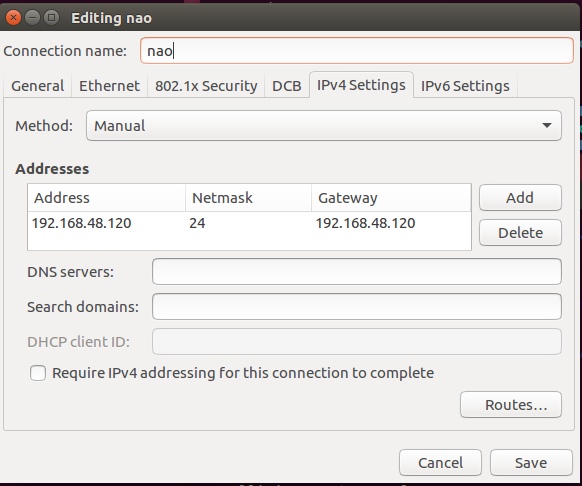 Editing nao
Connection name: nao
General Ethernet 802.1x Security DCB IPv4 Settings IPv6 Settings
Method: Manual
Addresses
Address Netmask Gateway
192.168.48.120 24 192.168.48.120
Add
Delete
DNS servers:
Search domains:
DHCP client ID:
Require IPv4 addressing for this connection to complete
Routes...
Cancel Save